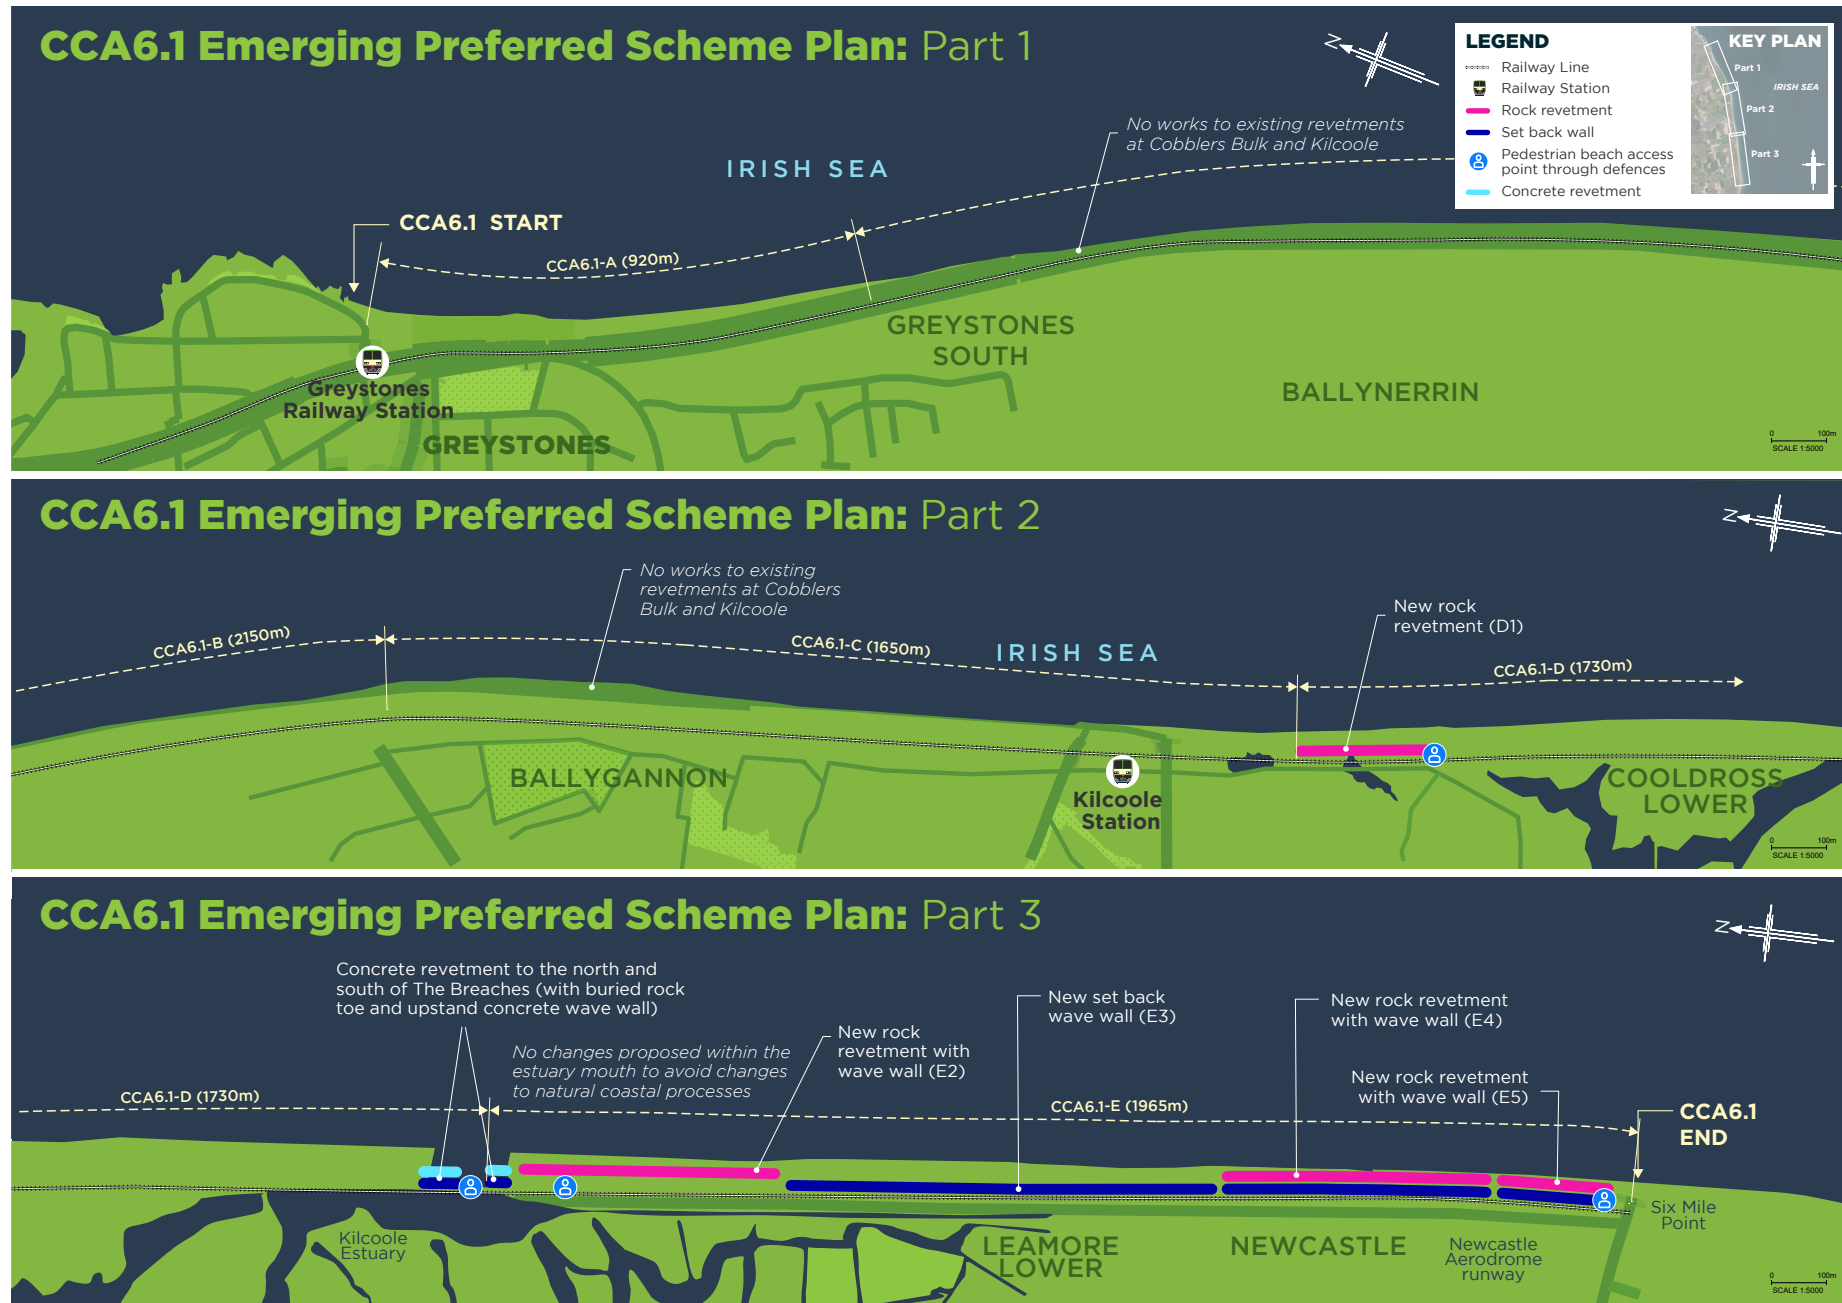 CCA6.1 Emerging Preferred Scheme Plan: Part 1
N
LEGEND
Railway Line
Railway Station
Rock revetment
Set back wall
Pedestrian beach access
point through defences
Concrete revetment
KEY PLAN
Part 1
IRISH SEA
Part 2
Part 3
No works to existing revetments
at Cobblers Bulk and Kilcoole
IRISH SEA
CCA6.1 START
CCA6.1-A (920m)
GREYSTONES
SOUTH
BALLYNERRIN
Greystones
Railway Station
GREYSTONES
0 100m
SCALE 1:5000
CCA6.1 Emerging Preferred Scheme Plan: Part 2
N
No works to existing
revetments at Cobblers
Bulk and Kilcoole
New rock
revetment (D1)
CCA6.1-B (2150m)
CCA6.1-C (1650m)
IRISH SEA
CCA6.1-D (1730m)
BALLYGANNON
Kilcoole
Station
COOLDROSS
LOWER
0 100m
SCALE 1:5000
CCA6.1 Emerging Preferred Scheme Plan: Part 3
N
Concrete revetment to the north and
south of The Breaches (with buried rock
toe and upstand concrete wave wall)
No changes proposed within the
estuary mouth to avoid changes
to natural coastal processes
New rock
revetment with
wave wall (E2)
New set back
wave wall (E3)
New rock revetment
with wave wall (E4)
New rock revetment
with wave wall (E5)
CCA6.1-D (1730m)
CCA6.1-E (1965m)
CCA6.1
END
Kilcoole
Estuary
LEAMORE
LOWER
NEWCASTLE
Newcastle
Aerodrome
runway
Six Mile
Point
0 100m
SCALE 1:5000